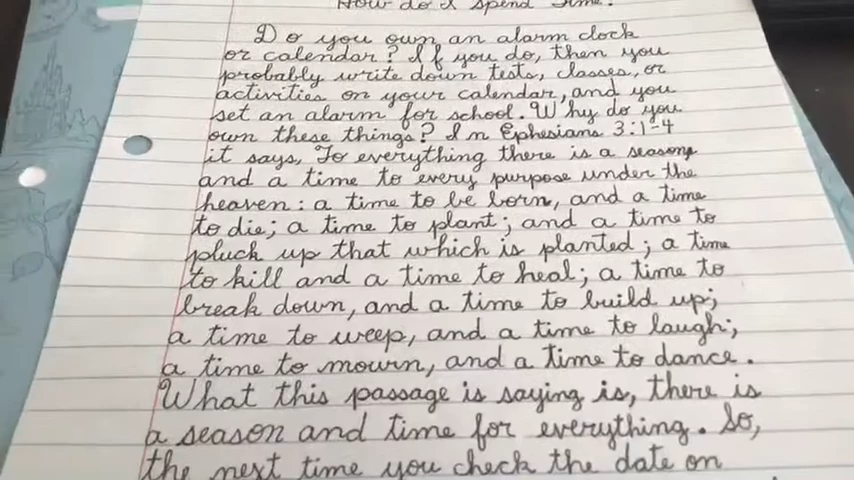 How do I spend Time.
Do you own an alarm clock
or calendar? If you do, then you
probably write down tests, classes, or
activities on your calendar, and you
set an alarm for school. Why do you
own these things? In Ephesians 3:1-4
it says, To everything there is a season,
and a time to every purpose under the
heaven: a time to be born, and a time
to die; a time to plant; and a time to
pluck up that which is planted; a time
to kill and a time to heal; a time to
break down, and a time to build up;
a time to weep, and a time to laugh;
a time to mourn, and a time to dance.
What this passage is saying is, there is
a season and time for everything. So,
the next time you check the date on